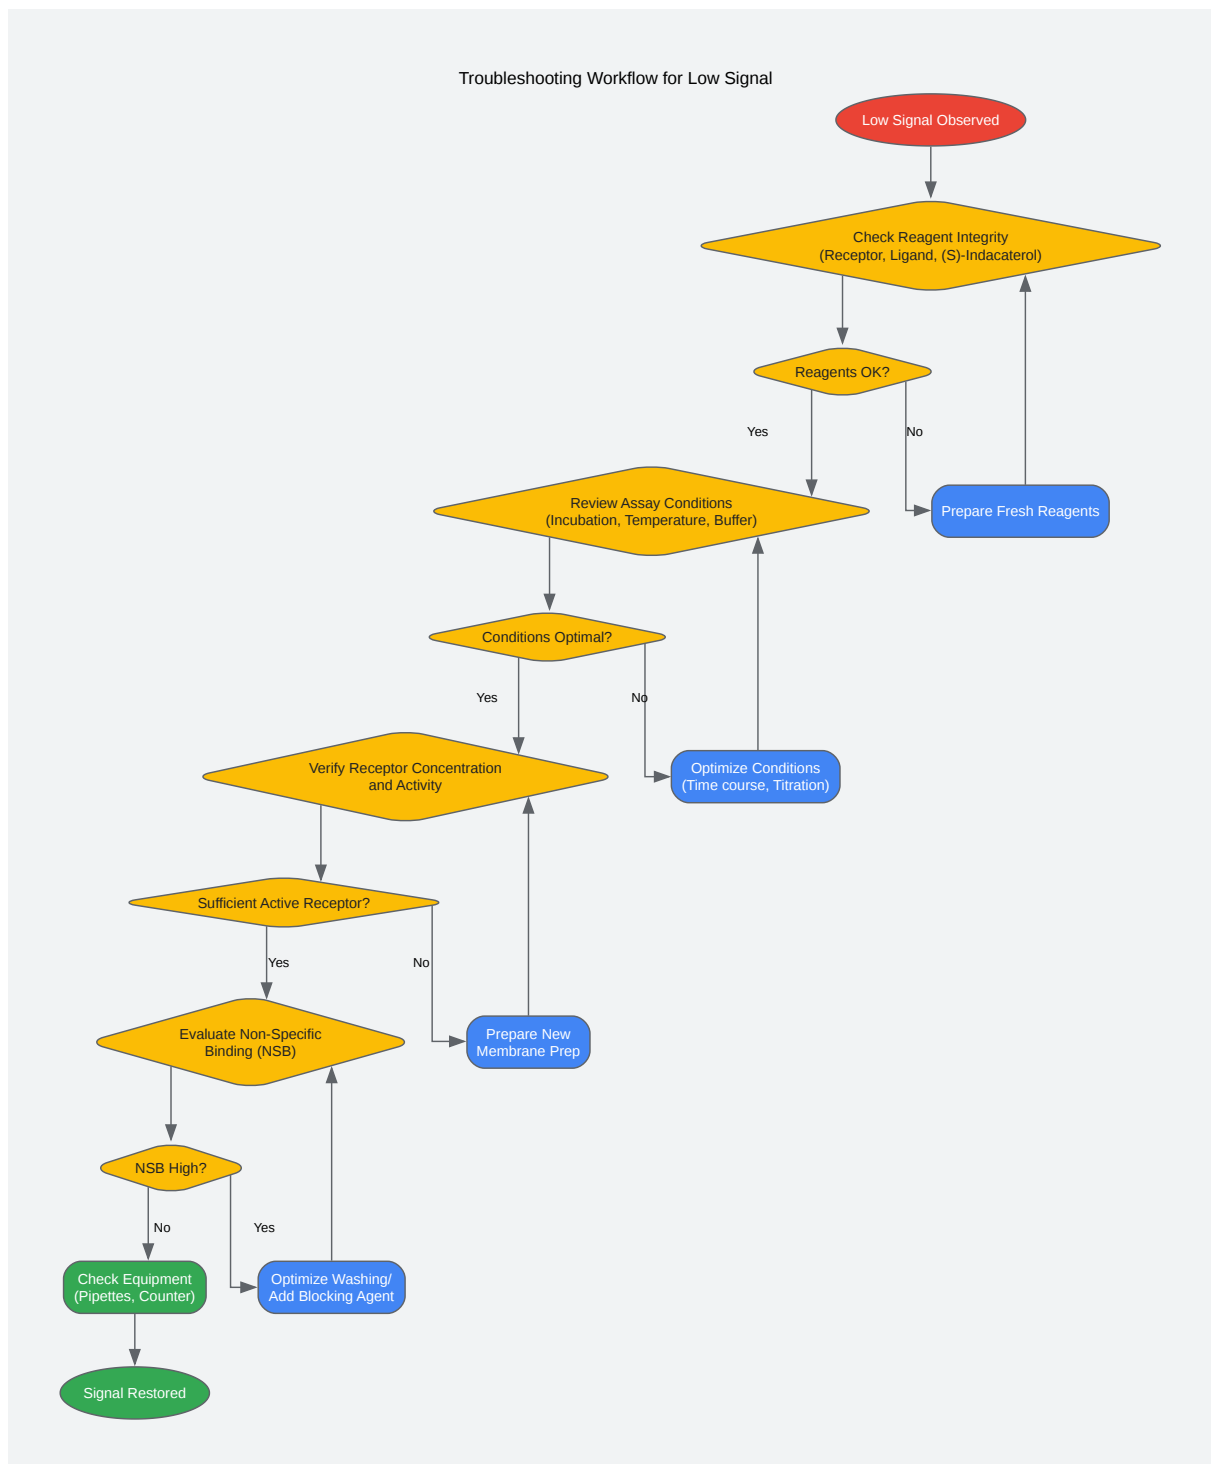 Troubleshooting Workflow for Low Signal
Low Signal Observed
Check Reagent Integrity
(Receptor, Ligand, (S)-Indacaterol)
Reagents OK?
Yes
No
Review Assay Conditions
(Incubation, Temperature, Buffer)
Prepare Fresh Reagents
Conditions Optimal?
Yes
No
Verify Receptor Concentration
and Activity
Optimize Conditions
(Time course, Titration)
Sufficient Active Receptor?
Yes
No
Evaluate Non-Specific
Binding (NSB)
Prepare New
Membrane Prep
NSB High?
No
Yes
Check Equipment
(Pipettes, Counter)
Optimize Washing/
Add Blocking Agent
Signal Restored